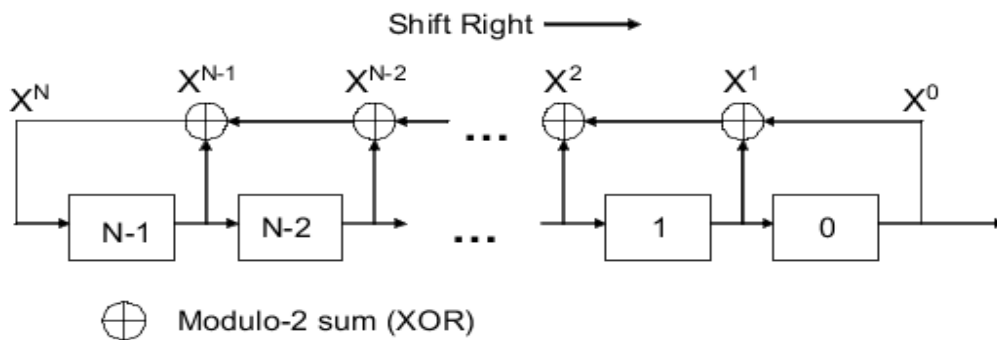 Shift Right
X^N X^N-1 X^N-2 ... X^2 X^1 X^0
N-1 N-2 ... 1 0
Modulo-2 sum (XOR)